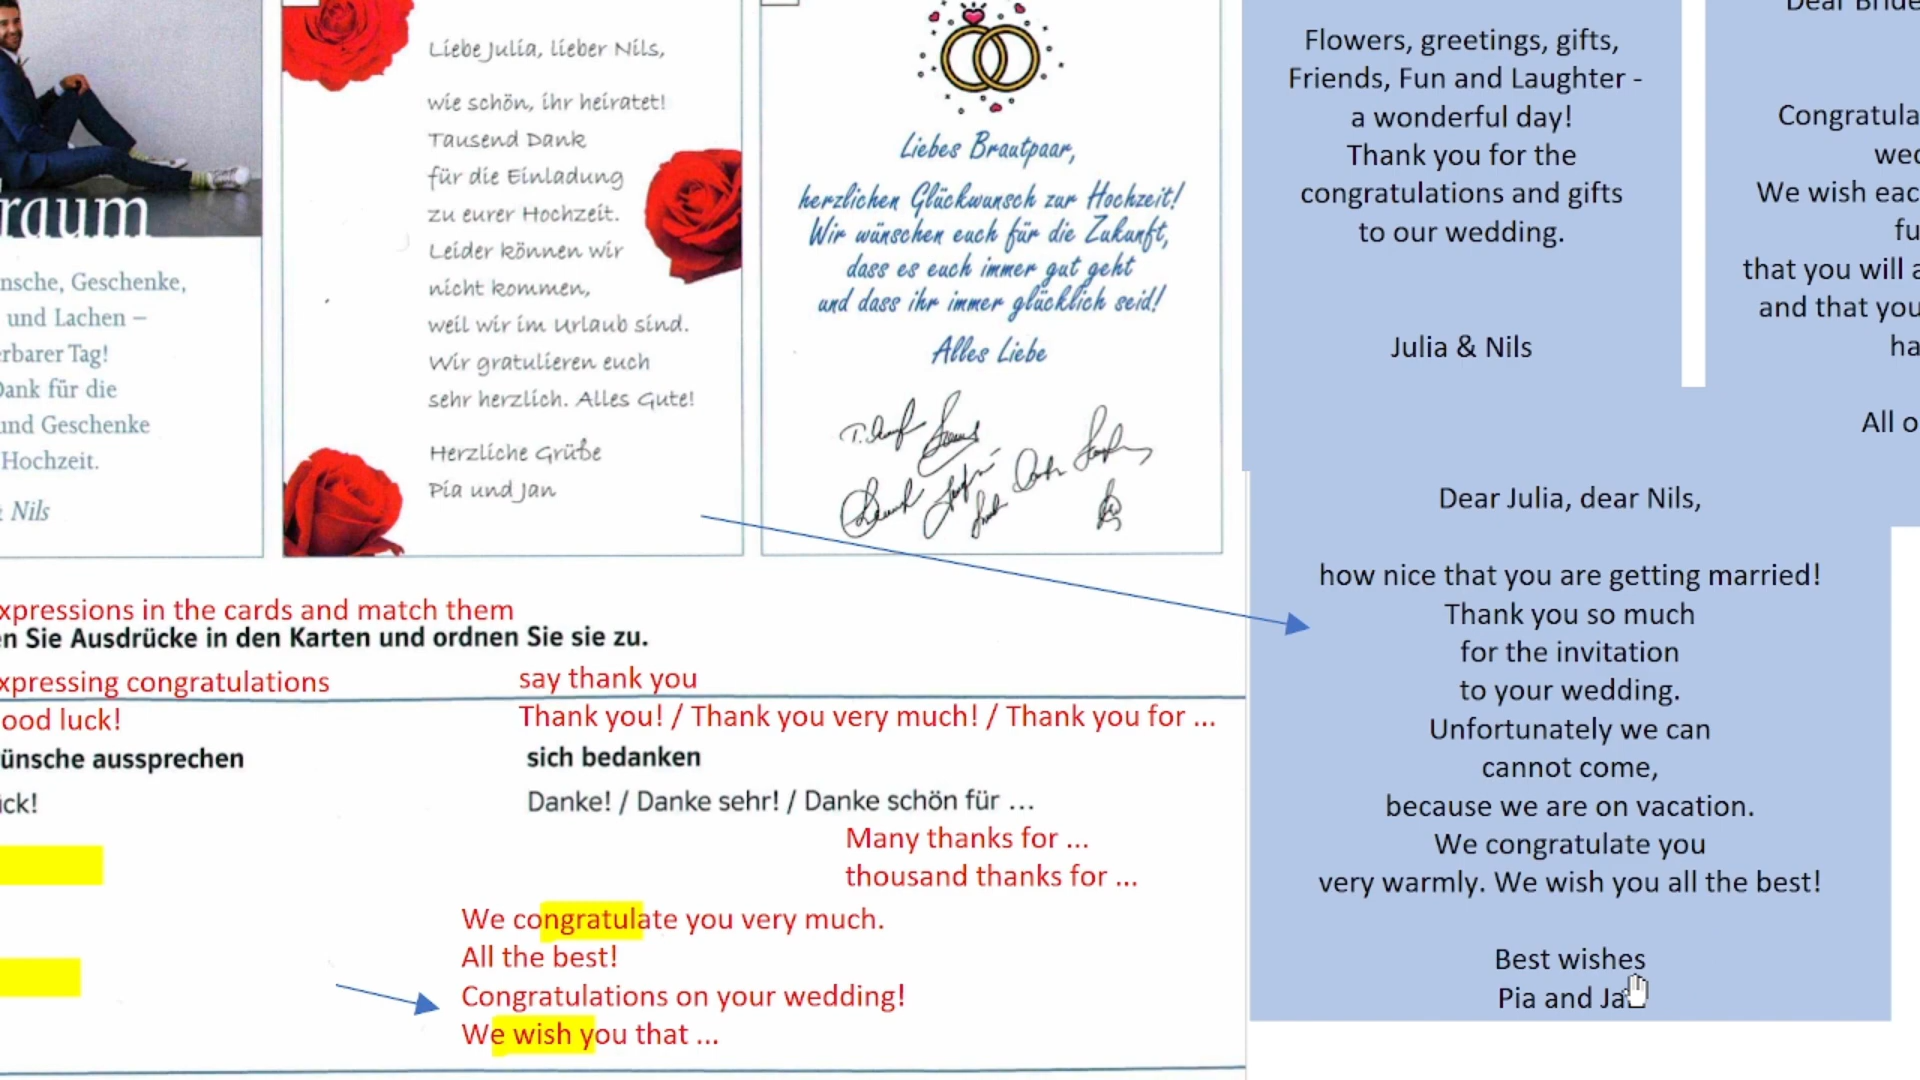 raum
nsche, Geschenke,
und Lachen –
rbarer Tag!
Dank für die
und Geschenke
Hochzeit.
& Nils
Liebe Julia, lieber Nils,
wie schön, ihr heiratet!
Tausend Dank
für die Einladung
zu eurer Hochzeit.
Leider können wir
nicht kommen,
weil wir im Urlaub sind.
Wir gratulieren euch
sehr herzlich. Alles Gute!
Herzliche Grüße
Pia und Jan
Liebes Brautpaar,
herzlichen Glückwunsch zur Hochzeit!
Wir wünschen euch für die Zukunft,
dass es euch immer gut geht
und dass ihr immer glücklich seid!
Alles Liebe
Flowers, greetings, gifts,
Friends, Fun and Laughter -
a wonderful day!
Thank you for the
congratulations and gifts
to our wedding.
Julia & Nils
Dear Bride
Congratula
wed
We wish eac
fu
that you will a
and that you
ha
All o
Dear Julia, dear Nils,
how nice that you are getting married!
Thank you so much
for the invitation
to your wedding.
Unfortunately we can
cannot come,
because we are on vacation.
We congratulate you
very warmly. We wish you all the best!
Best wishes
Pia and Ja
xpressions in the cards and match them
en Sie Ausdrücke in den Karten und ordnen Sie sie zu.
xpressing congratulations
ood luck!
ünsche aussprechen
ick!
say thank you
Thank you! / Thank you very much! / Thank you for ...
sich bedanken
Danke! / Danke sehr! / Danke schön für ...
Many thanks for ...
thousand thanks for ...
We congratulate you very much.
All the best!
Congratulations on your wedding!
We wish you that ...